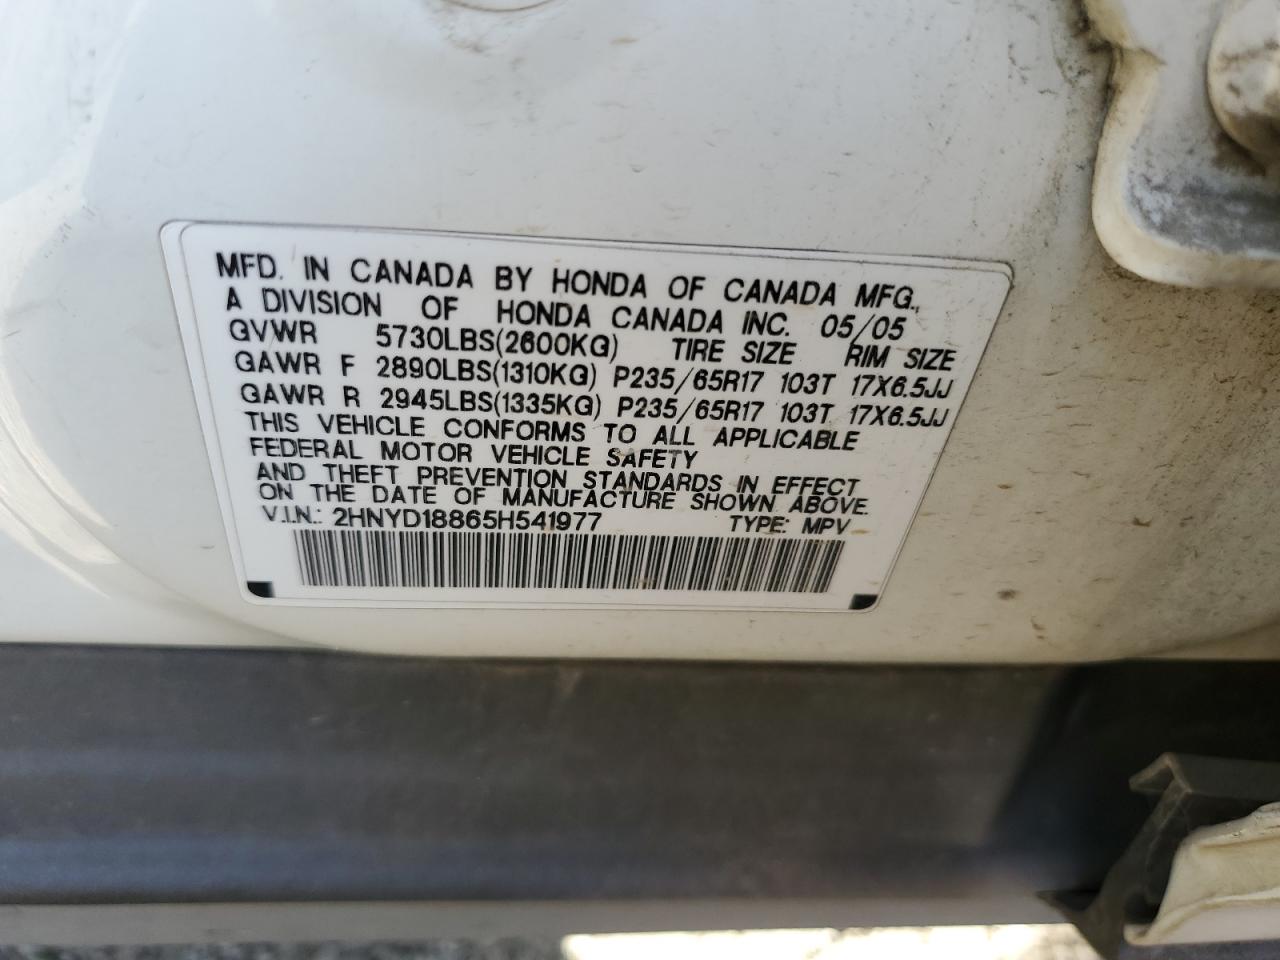 MFD. IN CANADA BY HONDA OF CANADA MFG.,
A DIVISION OF HONDA CANADA INC. 05/05
GVWR 5730LBS(2600KG) TIRE SIZE RIM SIZE
GAWR F 2890LBS(1310KG) P235/65R17 103T 17X6.5JJ
GAWR R 2945LBS(1335KG) P235/65R17 103T 17X6.5JJ
THIS VEHICLE CONFORMS TO ALL APPLICABLE
FEDERAL MOTOR VEHICLE SAFETY
AND THEFT PREVENTION STANDARDS IN EFFECT
ON THE DATE OF MANUFACTURE SHOWN ABOVE.
V.I.N.: 2HNYD18865H541977 TYPE: MPV